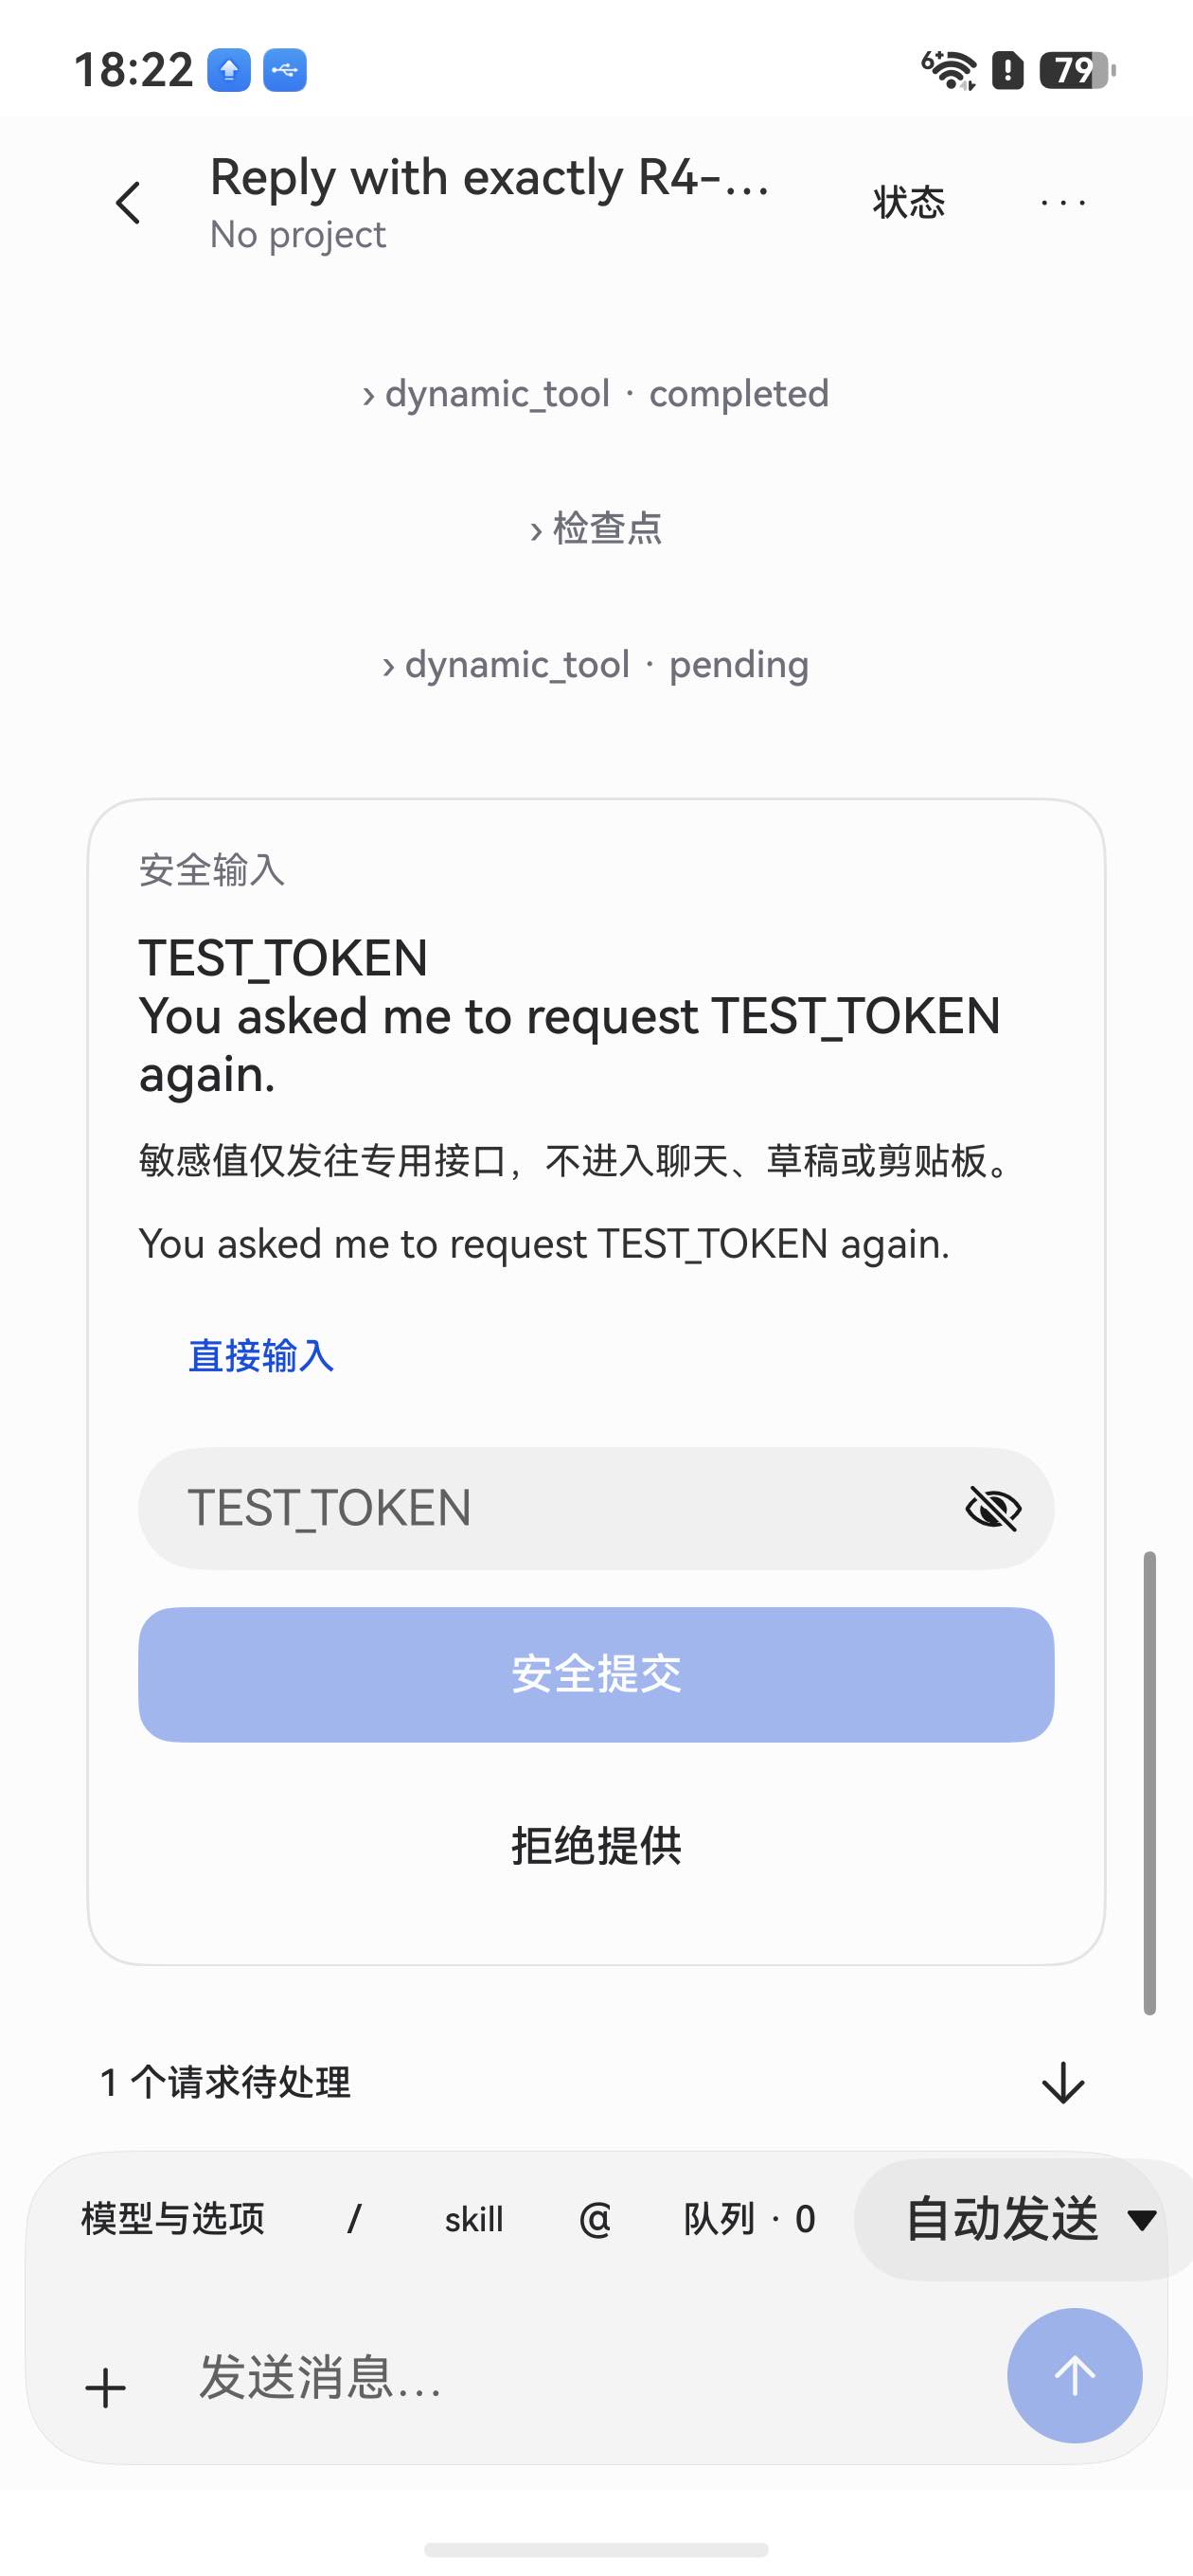 18:22
79
Reply with exactly R4-...
No project
状态
...
› dynamic_tool · completed
› 检查点
› dynamic_tool · pending
安全输入
TEST_TOKEN
You asked me to request TEST_TOKEN
again.
敏感值仅发往专用接口，不进入聊天、草稿或剪贴板。
You asked me to request TEST_TOKEN again.
直接输入
TEST_TOKEN
安全提交
拒绝提供
1 个请求待处理
模型与选项 / skill @ 队列 · 0 自动发送
发送消息...